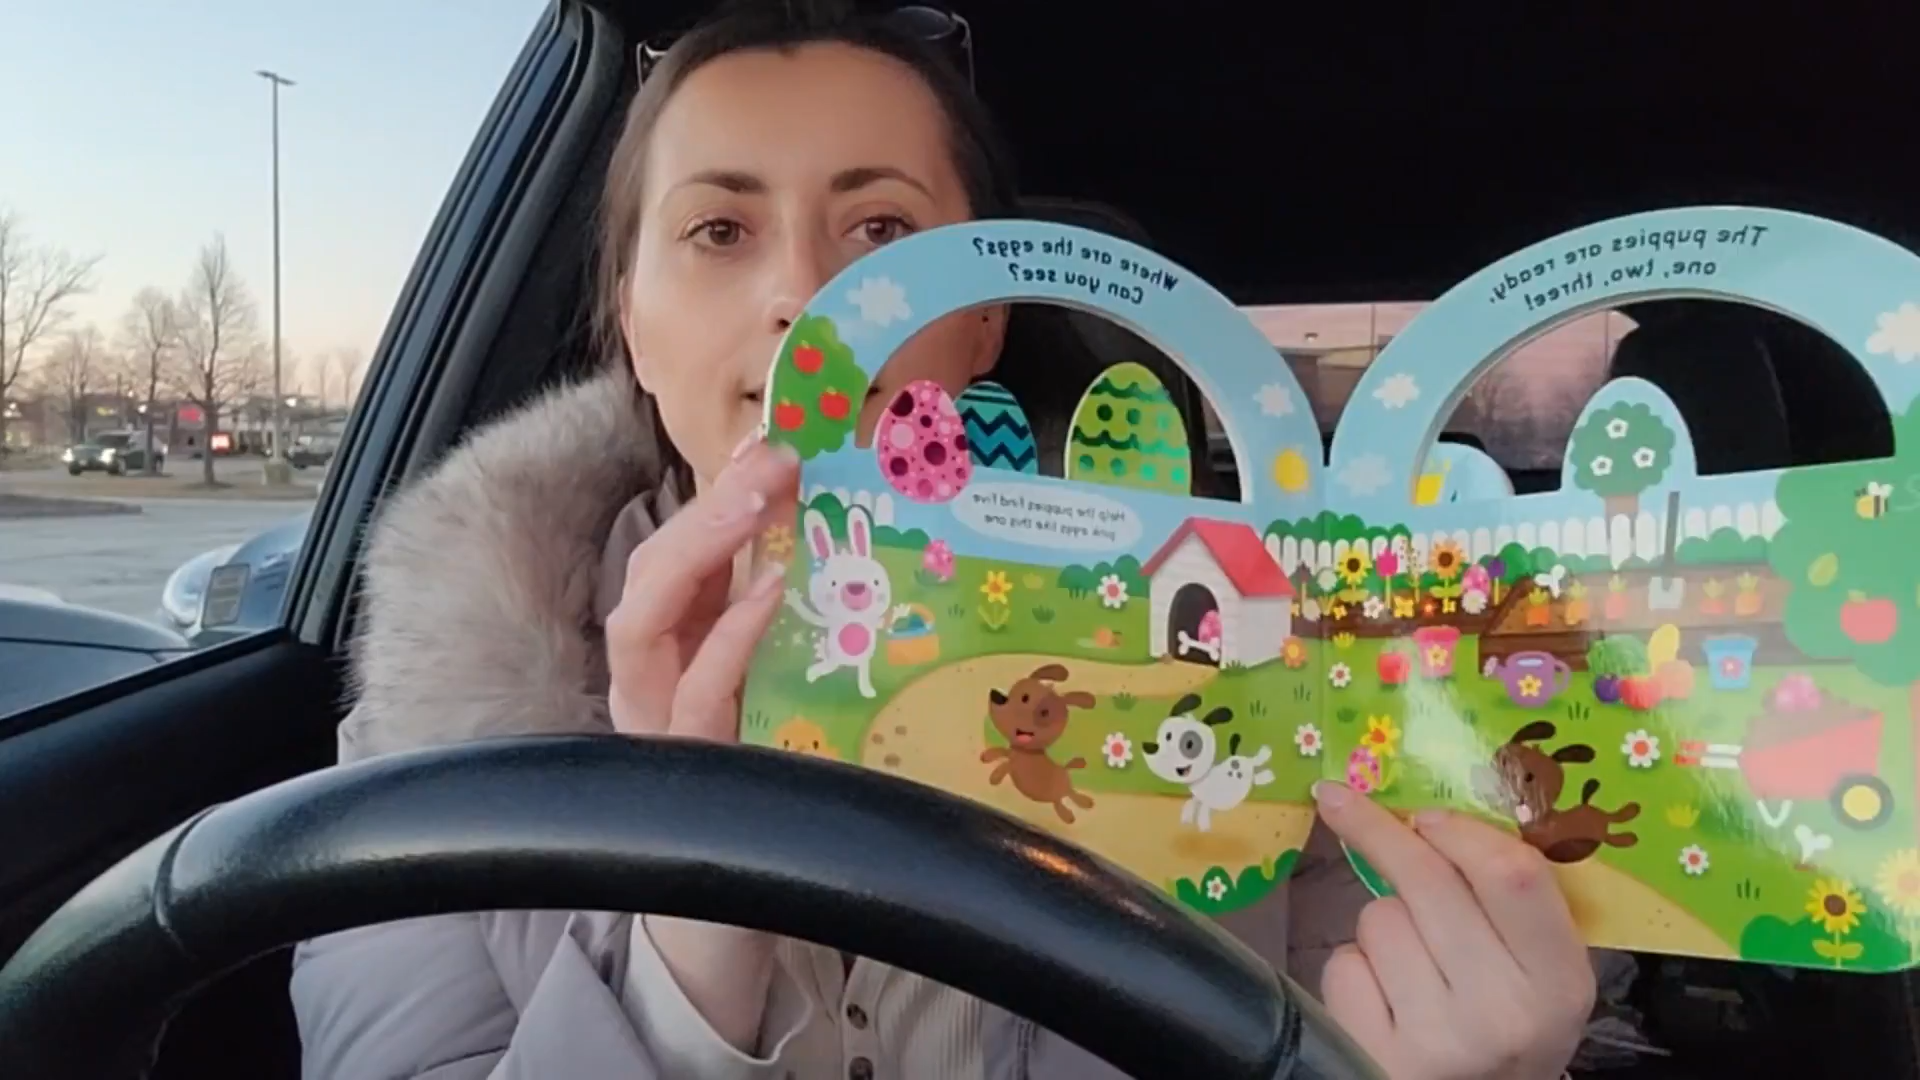 The puppies are ready,
one, two, three!
Where are the eggs?
Can you see?
Help the puppies find five
pink eggs like this one